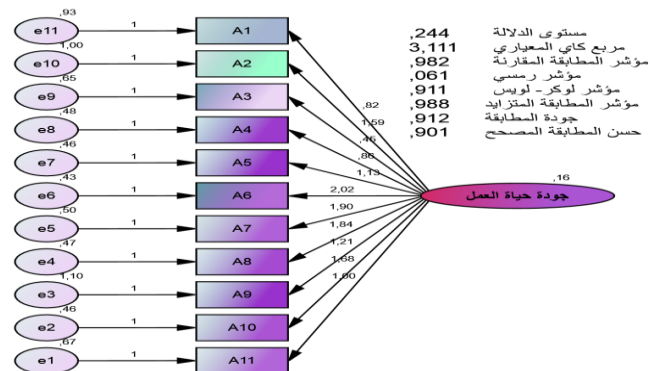 ,93
e11 1 A1
1,00
e10 1 A2
,65
e9 1 A3
,48
e8 1 A4
,46
e7 1 A5
,43
e6 1 A6
,50
e5 1 A7
,47
e4 1 A8
1,10
e3 1 A9
,46
e2 1 A10
,67
e1 1 A11
,82
1,59
,45
,86
1,13
2,02
1,90
1,84
1,21
1,68
1,00
,16
جودة حياة العمل
مستوى الدلالة ,244
مربع كاي المعياري 3,111
مؤشر المطابقة المقارنة ,982
مؤشر رمسي ,061
مؤشر لوكر- لويس ,911
مؤشر المطابقة المتزايد ,988
جودة المطابقة ,912
حسن المطابقة المصحح ,901